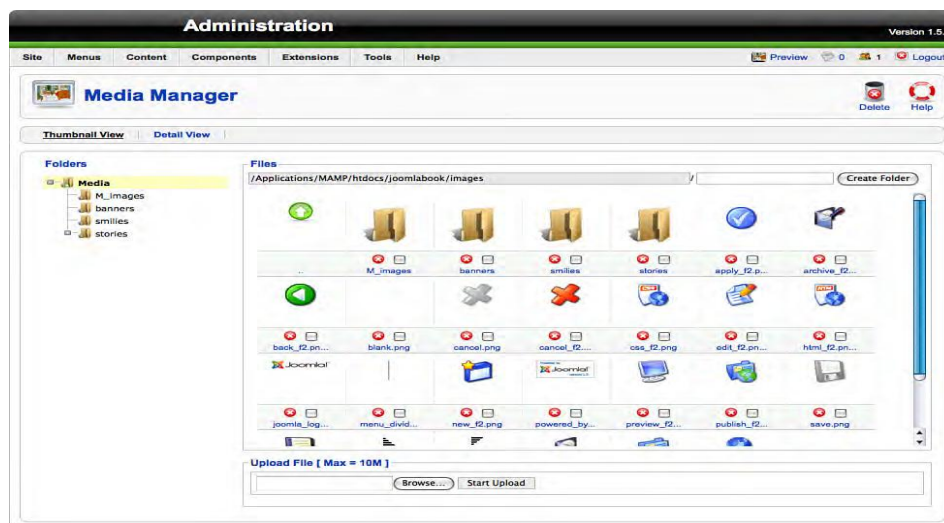 Administration
Version 1.5.
Site Menus Content Components Extensions Tools Help Preview 0 1 Logout
Media Manager
Delete Help
Thumbnail View Detail View
Folders
Media
M_images
banners
smilies
stories
Files
/Applications/MAMP/htdocs/joomlabook/images / Create Folder
.. M_images banners smilies stories apply_f2.p... archive_f2...
back_f2.pn... blank.png cancel.png cancel_f2.... css_f2.png edit_f2.pn... html_f2.pn...
Joomla! Joomla!
joomla_log... menu_divid... new_f2.png powered_by... preview_f2... publish_f2... save.png
Upload File [ Max = 10M ]
Browse... Start Upload